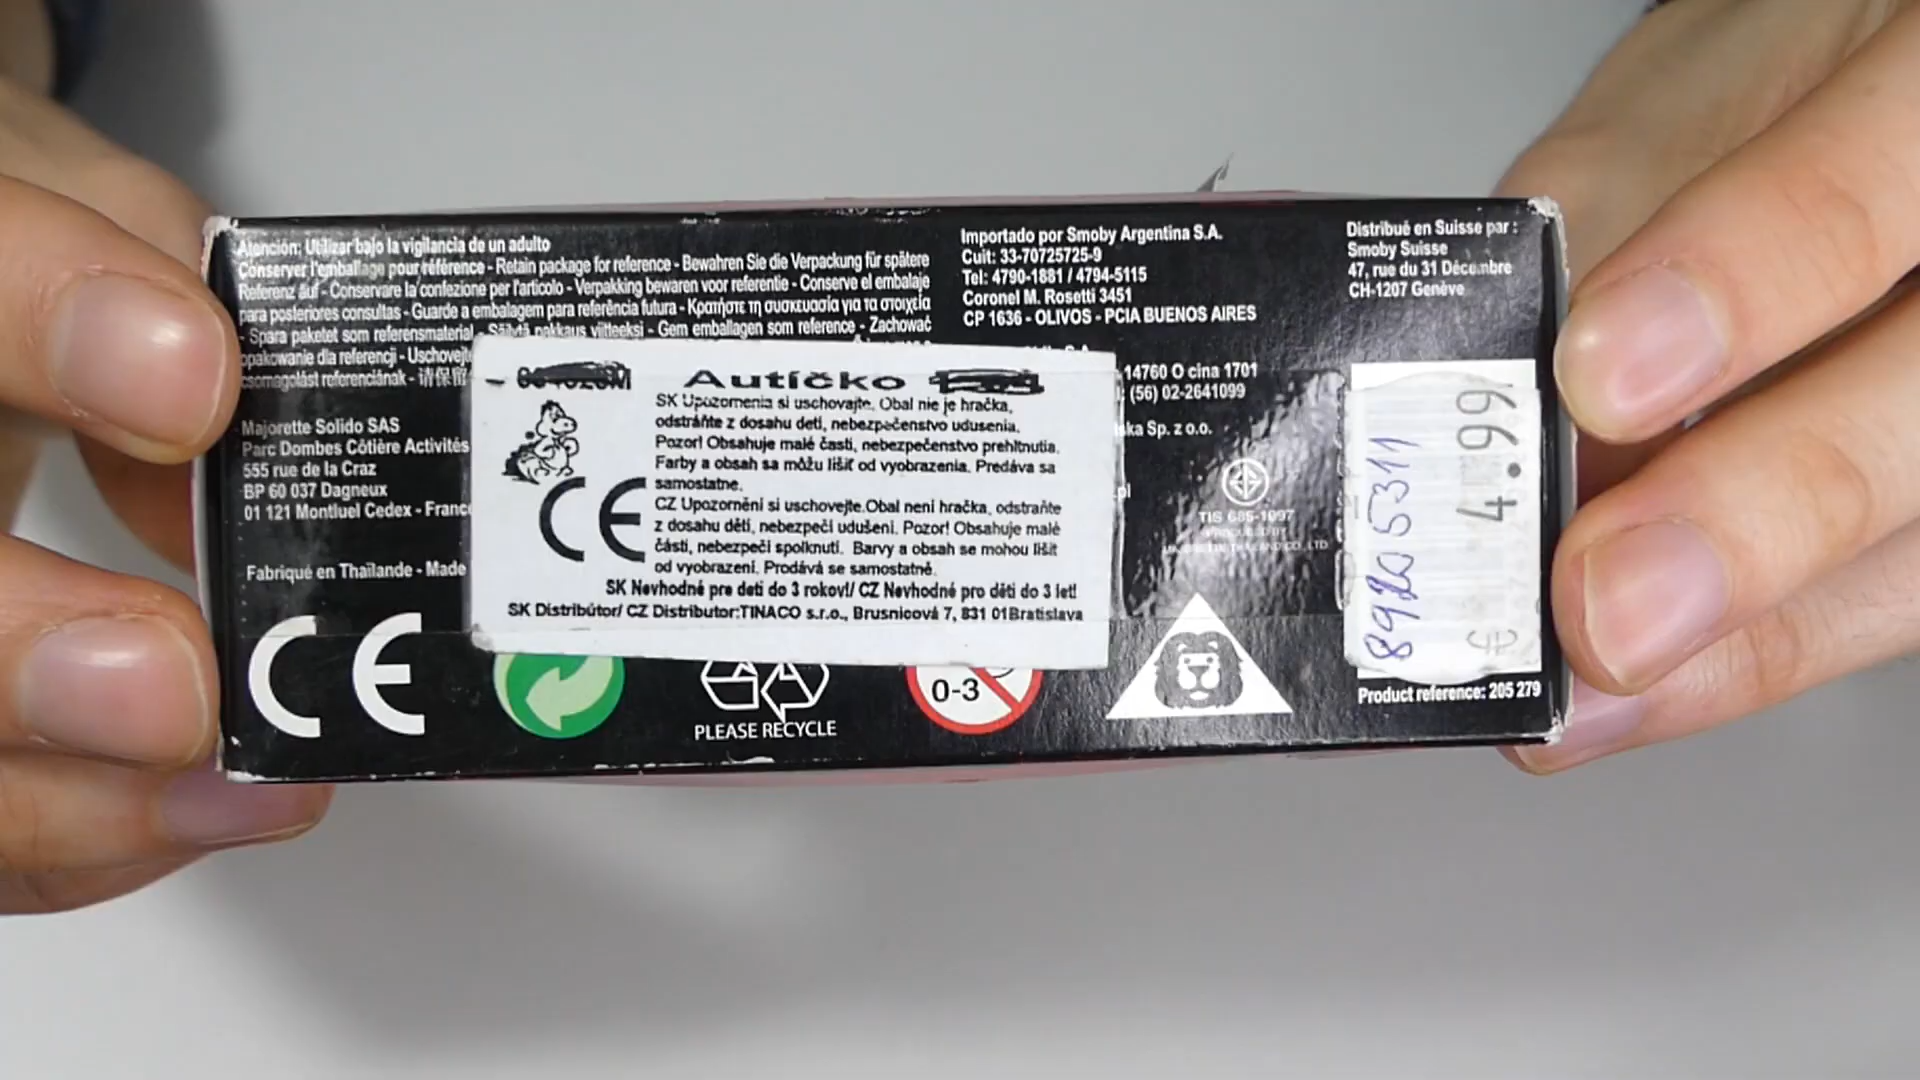 Atención: Utilizar bajo la vigilancia de un adulto
Conserver l'emballage pour référence - Retain package for reference - Bewahren Sie die Verpackung für spätere
Referenz auf - Conservare la confezione per l'articolo - Verpakking bewaren voor referentie - Conserve el embalaje
para posteriores consultas - Guarde a embalagem para referência futura - Κρατήστε τη συσκευασία για τα στοιχεία
- Spara paketet som referensmaterial - Säilytä pakkaus viitteeksi - Gem emballagen som reference - Zachować
opakowanie dla referencji - Uschovejte
csomagolást referenciának - 请保留
Majorette Solido SAS
Parc Dombes Côtière Activités
555 rue de la Craz
BP 60 037 Dagneux
01 121 Montluel Cedex - France
Fabriqué en Thaïlande - Made
CE
Importado por Smoby Argentina S.A.
Cuit: 33-70725725-9
Tel: 4790-1881 / 4794-5115
Coronel M. Rosetti 3451
CP 1636 - OLIVOS - PCIA BUENOS AIRES
14760 O cina 1701
: (56) 02-2641099
ska Sp. z o.o.
.pl
Distribué en Suisse par :
Smoby Suisse
47, rue du 31 Décembre
CH-1207 Genève
Autíčko
SK Upozornenia si uschovajte. Obal nie je hračka,
odstráňte z dosahu detí, nebezpečenstvo udusenia.
Pozor! Obsahuje malé časti, nebezpečenstvo prehltnutia.
Farby a obsah sa môžu líšiť od vyobrazenia. Predáva sa
samostatne.
CZ Upozornění si uschovejte.Obal není hračka, odstraňte
z dosahu dětí, nebezpečí udušení. Pozor! Obsahuje malé
části, nebezpečí spolknutí. Barvy a obsah se mohou lišit
od vyobrazení. Prodává se samostatně.
SK Nevhodné pre deti do 3 rokov!/ CZ Nevhodné pro děti do 3 let!
SK Distribútor/ CZ Distributor:TINACO s.r.o., Brusnicová 7, 831 01Bratislava
CE
PLEASE RECYCLE
0-3
TIS 685-1997
4.99
€
8920 5311
Product reference: 205 279